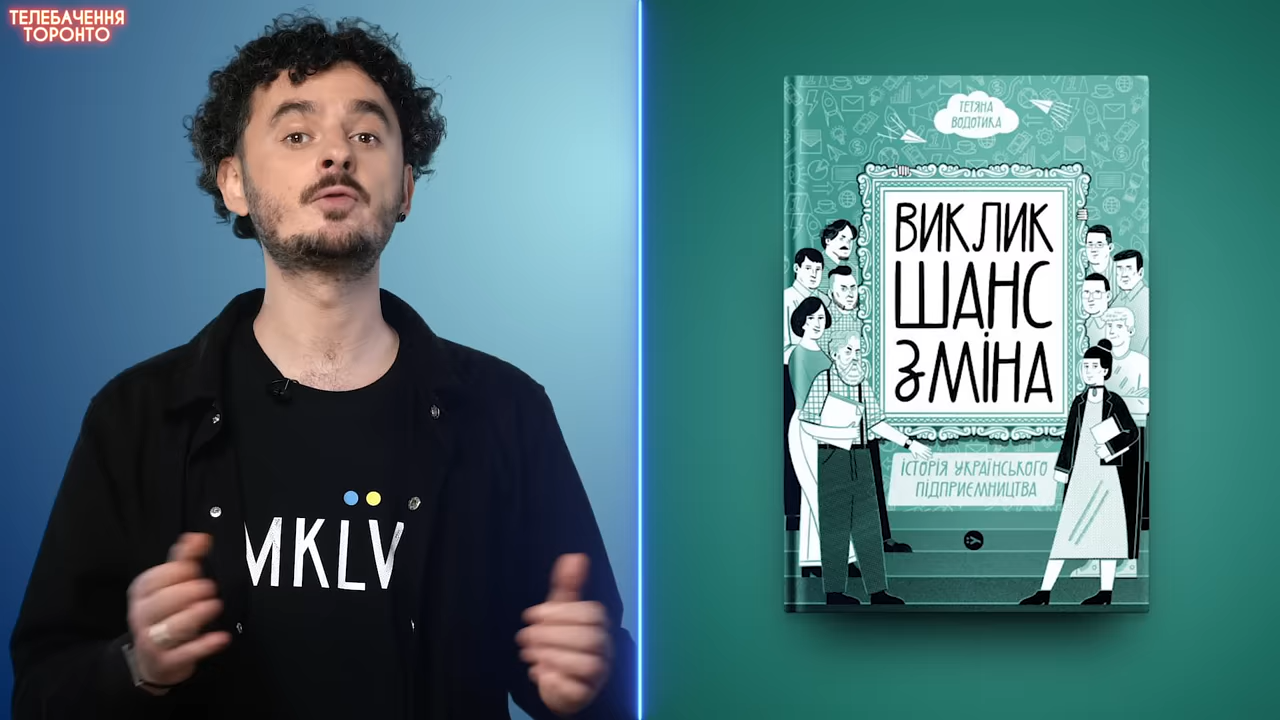 ТЕЛЕБАЧЕННЯ
ТОРОНТО
MKLV
ТЕТЯНА
ВОДОТИКА
ВИКЛИК
ШАНС
ЗМІНА
ІСТОРІЯ УКРАЇНСЬКОГО
ПІДПРИЄМНИЦТВА